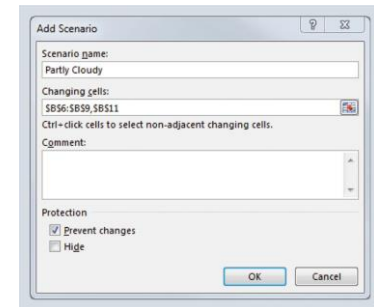 Add Scenario
Scenario name:
Partly Cloudy
Changing cells:
$B$6:$B$9,$B$11
Ctrl+click cells to select non-adjacent changing cells.
Comment:
Protection
Prevent changes
Hide
OK Cancel